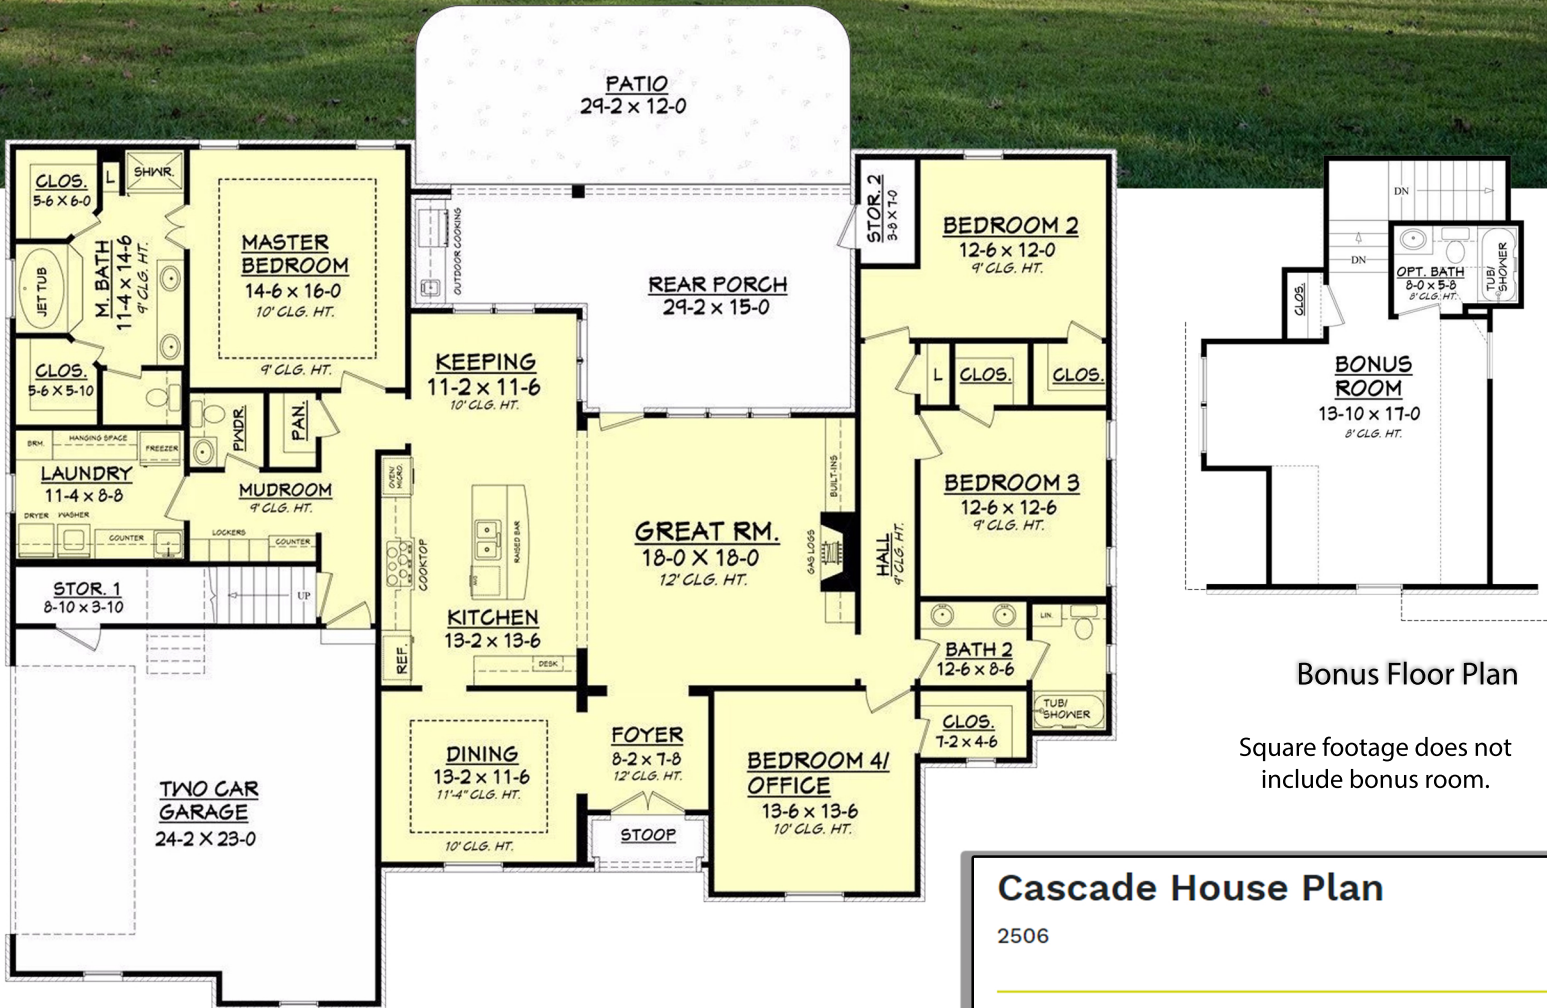 PATIO
29-2 x 12-0
CLOS.
5-6 x 6-0
L
SHWR.
JET TUB
M. BATH
11-4 x 14-6
9' CLG. HT.
MASTER
BEDROOM
14-6 x 16-0
10' CLG. HT.
9' CLG. HT.
CLOS.
5-6 x 5-10
OUTDOOR COOKING
REAR PORCH
29-2 x 15-0
STOR. 2
3-8 x 7-0
BEDROOM 2
12-6 x 12-0
9' CLG. HT.
KEEPING
11-2 x 11-6
10' CLG. HT.
L
CLOS.
CLOS.
PWDR.
PAN.
BRM.
HANGING SPACE
FREEZER
LAUNDRY
11-4 x 8-8
DRYER
WASHER
COUNTER
MUDROOM
9' CLG. HT.
LOCKERS
COUNTER
OVEN/
MICRO.
COOKTOP
RAISED BAR
KITCHEN
13-2 x 13-6
REF.
DESK
GREAT RM.
18-0 X 18-0
12' CLG. HT.
BUILT-INS
GAS LOGS
HALL
9' CLG. HT.
BEDROOM 3
12-6 x 12-6
9' CLG. HT.
STOR. 1
8-10 x 3-10
UP
BATH 2
12-6 x 8-6
LIN.
TUB/
SHOWER
CLOS.
7-2 x 4-6
DINING
13-2 x 11-6
11'-4" CLG. HT.
10' CLG. HT.
FOYER
8-2 x 7-8
12' CLG. HT.
STOOP
BEDROOM 4/
OFFICE
13-6 x 13-6
10' CLG. HT.
TWO CAR
GARAGE
24-2 X 23-0
DN
DN
OPT. BATH
8-0 x 5-8
8' CLG. HT.
TUB/
SHOWER
CLOS.
BONUS
ROOM
13-10 x 17-0
8' CLG. HT.
Bonus Floor Plan
Square footage does not
include bonus room.
Cascade House Plan
2506